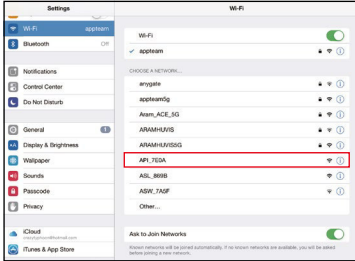 Settings
Wi-Fi
Wi-Fi
appteam
Bluetooth
Off
Notifications
Control Center
Do Not Disturb
General
1
Display & Brightness
Wallpaper
Sounds
Passcode
Privacy
iCloud
iTunes & App Store
Wi-Fi
appteam
CHOOSE A NETWORK...
anygate
appteam5g
Aram_ACE_5G
ARAMHUVIS
ARAMHUVIS5G
API_7E0A
ASL_869B
ASW_7A5F
Other...
Ask to Join Networks
Known networks will be joined automatically. If no known networks are available, you will be asked
before joining a new network.